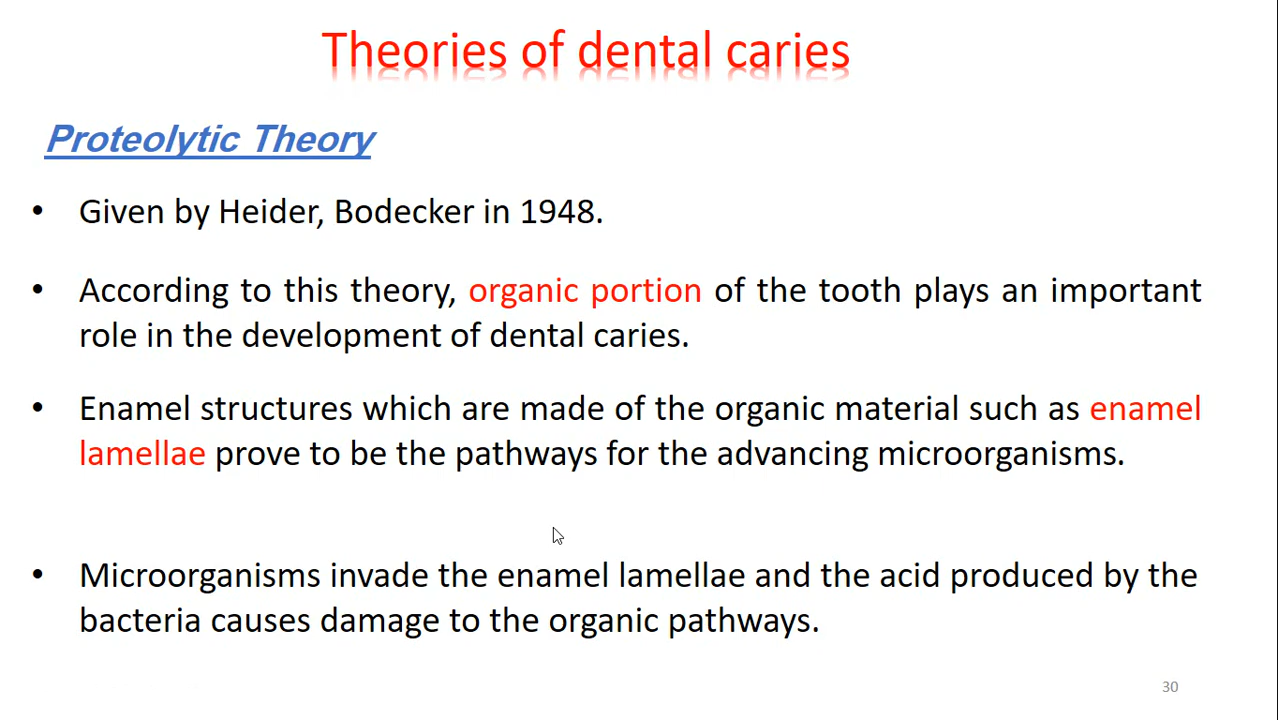 Theories of dental caries
Proteolytic Theory
• Given by Heider, Bodecker in 1948.
• According to this theory, organic portion of the tooth plays an important
role in the development of dental caries.
• Enamel structures which are made of the organic material such as enamel
lamellae prove to be the pathways for the advancing microorganisms.
• Microorganisms invade the enamel lamellae and the acid produced by the
bacteria causes damage to the organic pathways.
30